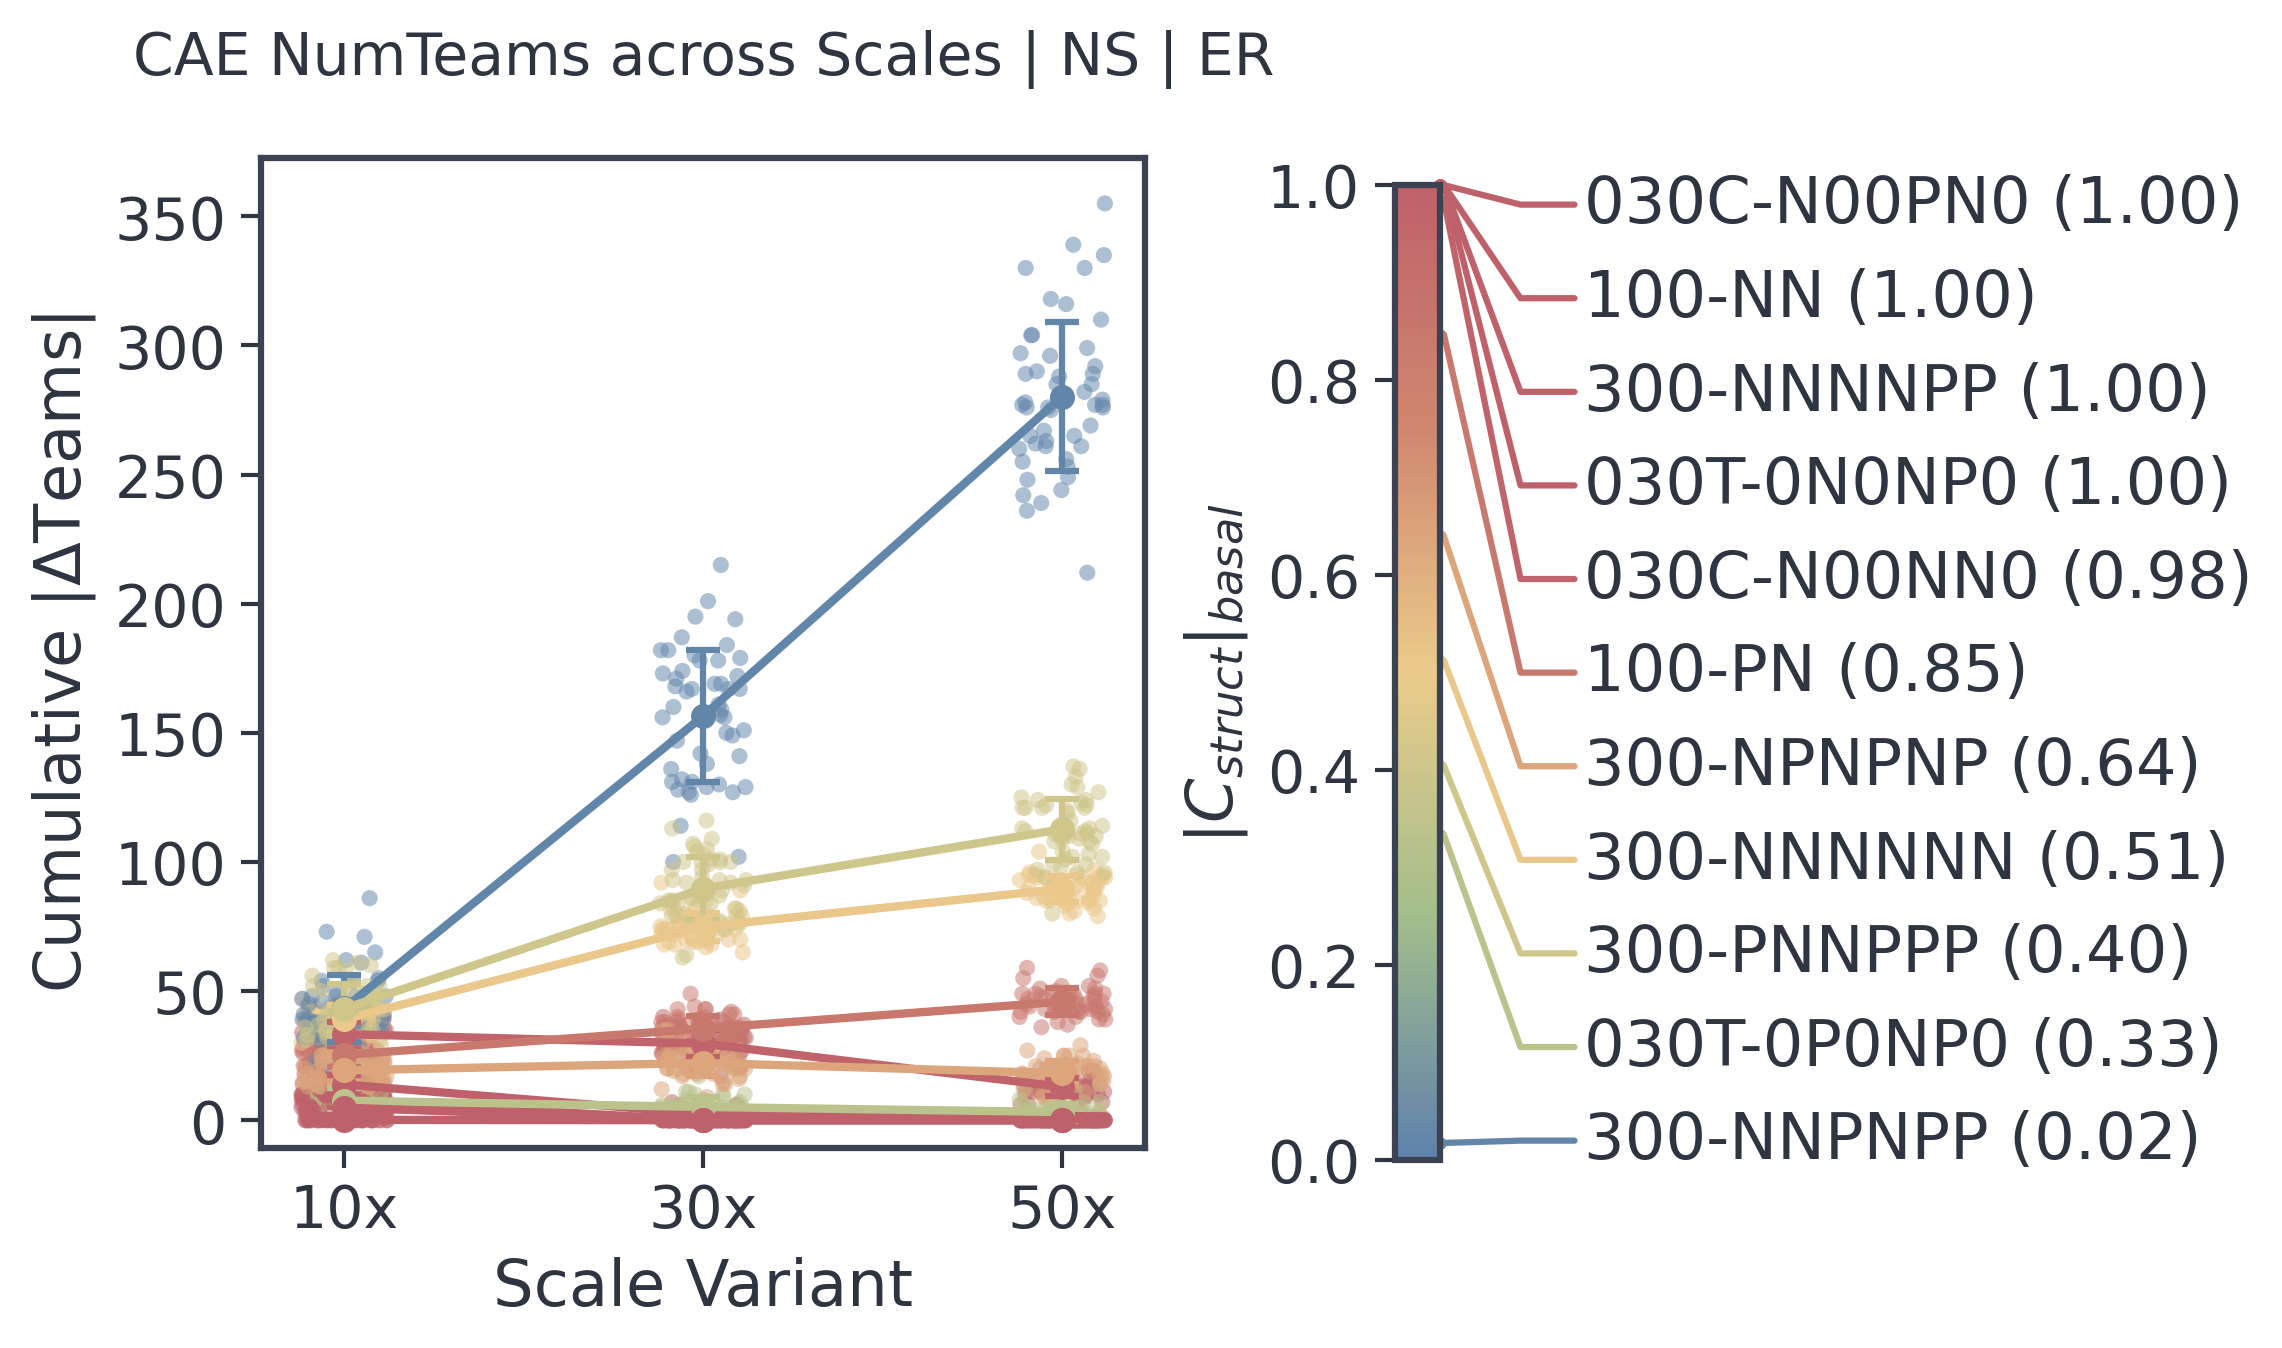 CAE NumTeams across Scales | NS | ER
Cumulative |ΔTeams|
350
300
250
200
150
100
50
0
10x
30x
50x
Scale Variant
|C_struct|_basal
1.0
0.8
0.6
0.4
0.2
0.0
030C-N00PN0 (1.00)
100-NN (1.00)
300-NNNNPP (1.00)
030T-0N0NP0 (1.00)
030C-N00NN0 (0.98)
100-PN (0.85)
300-NPNPNP (0.64)
300-NNNNNN (0.51)
300-PNNPPP (0.40)
030T-0P0NP0 (0.33)
300-NNPNPP (0.02)